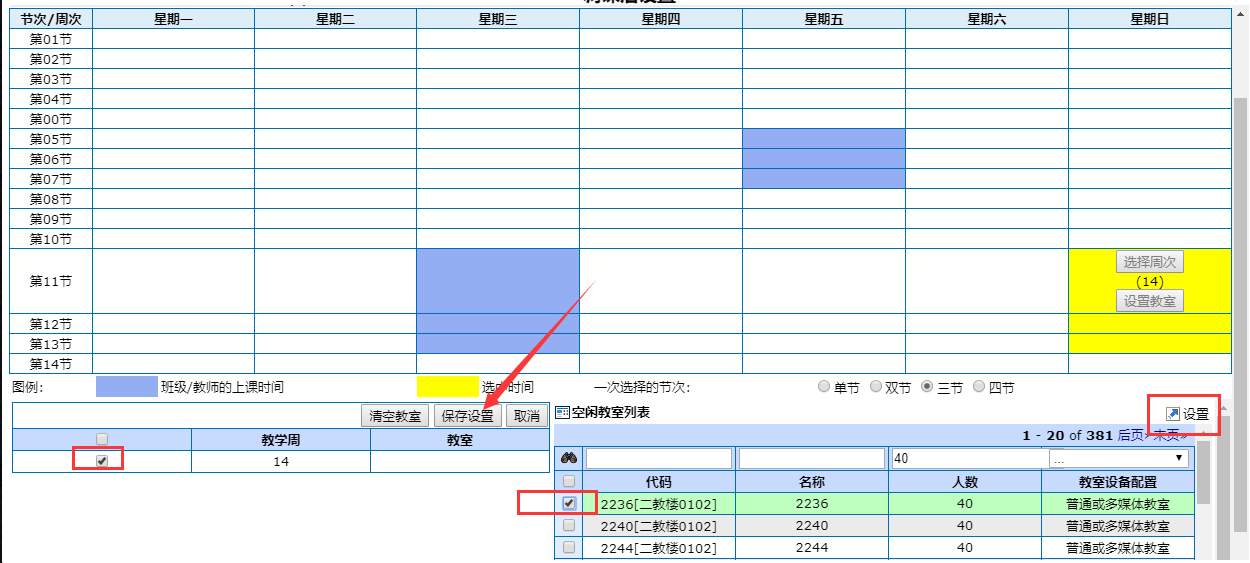 节次/周次 星期一 星期二 星期三 星期四 星期五 星期六 星期日
第01节
第02节
第03节
第04节
第00节
第05节
第06节
第07节
第08节
第09节
第10节
选择周次
第11节 (14)
设置教室
第12节
第13节
第14节
图例: 班级/教师的上课时间 选中时间 一次选择的节次: 单节 双节 三节 四节
清空教室 保存设置 取消 空闲教室列表 设置
教学周 教室 1 - 20 of 381 后页› 末页»
14 40 ...
代码 名称 人数 教室设备配置
2236[二教楼0102] 2236 40 普通或多媒体教室
2240[二教楼0102] 2240 40 普通或多媒体教室
2244[二教楼0102] 2244 40 普通或多媒体教室